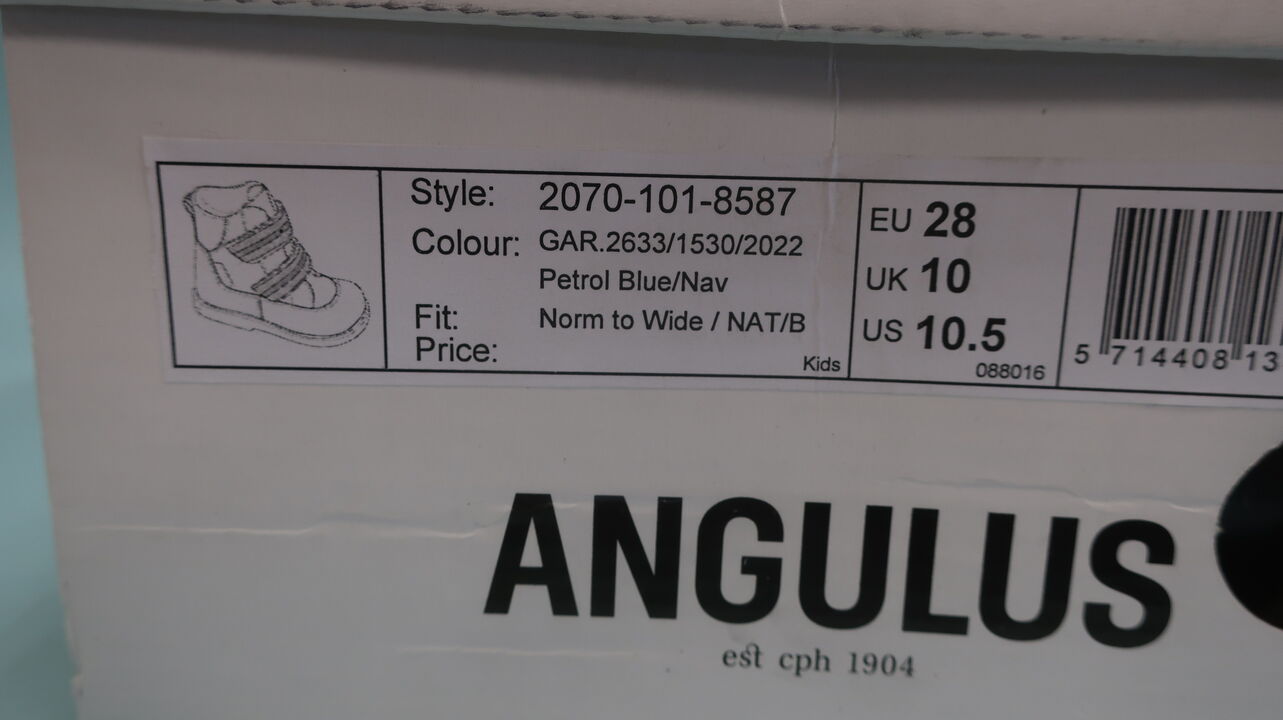 Style: 2070-101-8587
Colour: GAR.2633/1530/2022
Petrol Blue/Nav
Fit: Norm to Wide / NAT/B
Price:
Kids
EU 28
UK 10
US 10.5
088016
5 714408 13
ANGULUS
est cph 1904